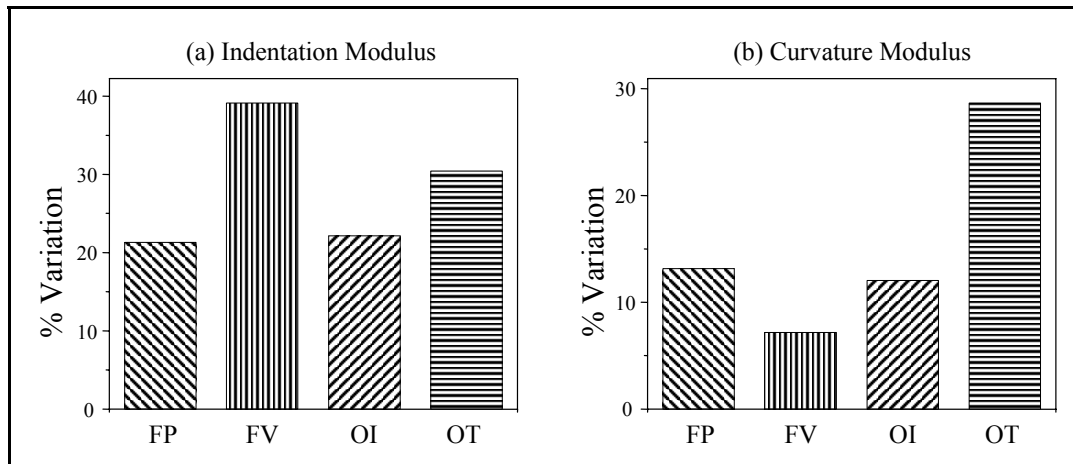 (a) Indentation Modulus
% Variation
40
30
20
10
0
FP FV OI OT
(b) Curvature Modulus
% Variation
30
20
10
0
FP FV OI OT